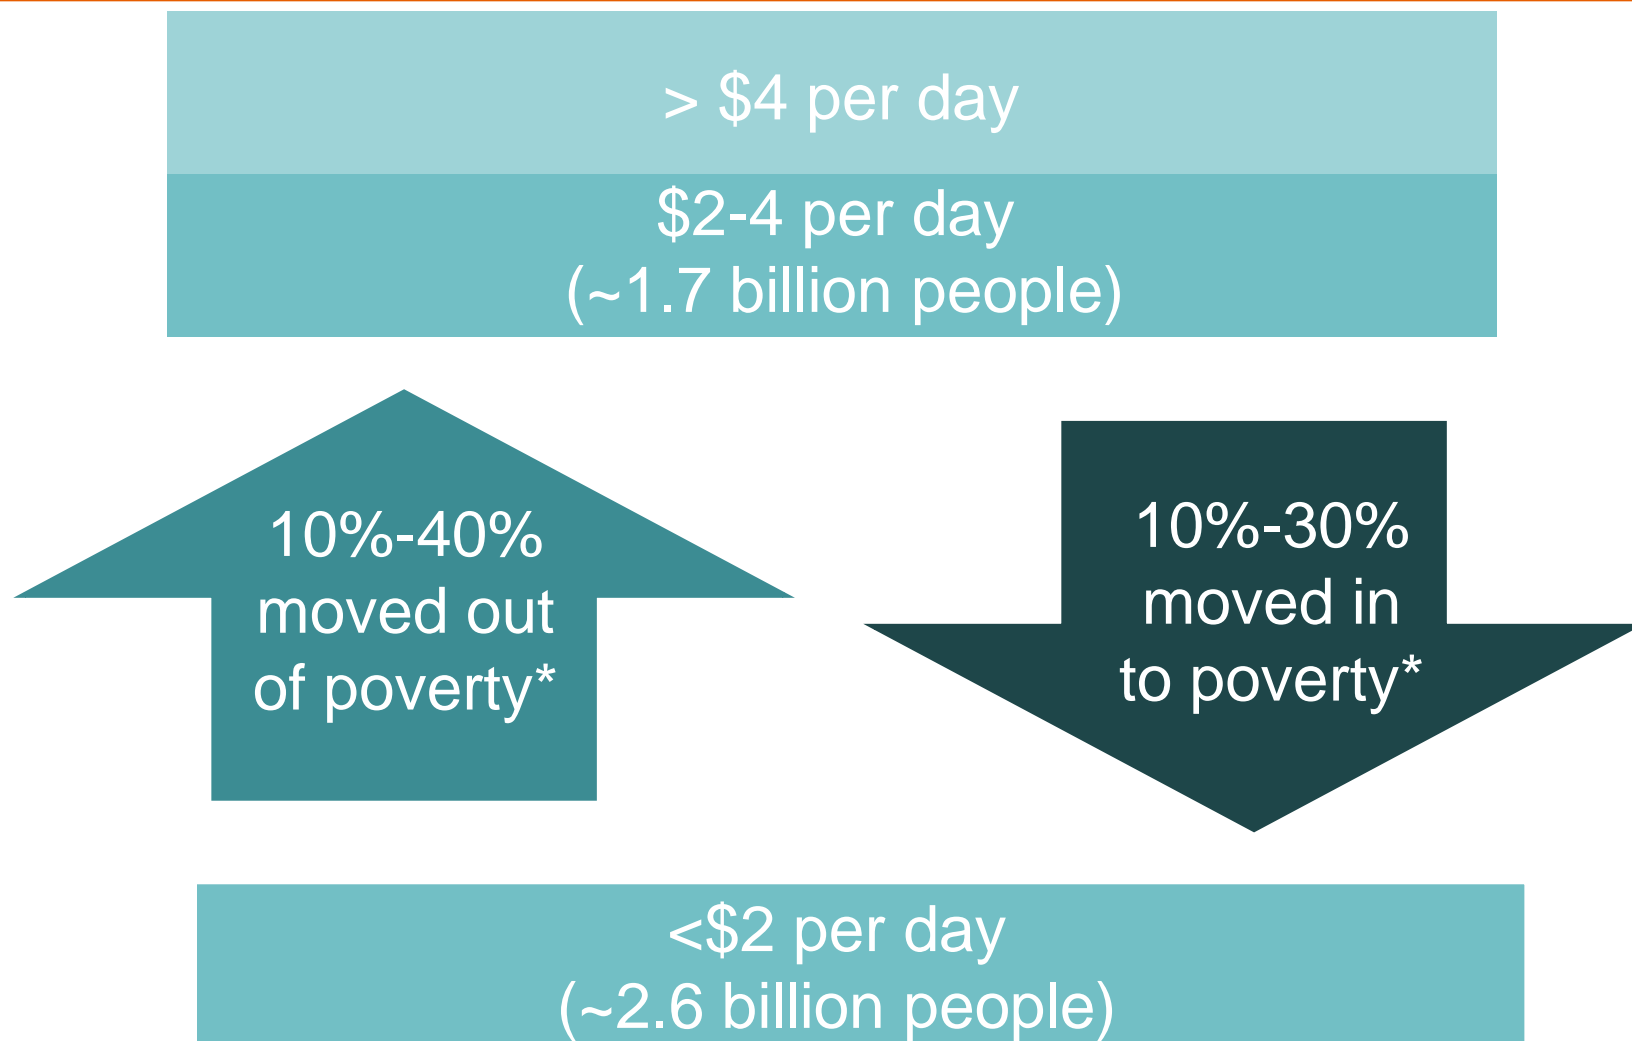 > $4 per day
$2-4 per day
(~1.7 billion people)
10%-40%
moved out
of poverty*
10%-30%
moved in
to poverty*
<$2 per day
(~2.6 billion people)